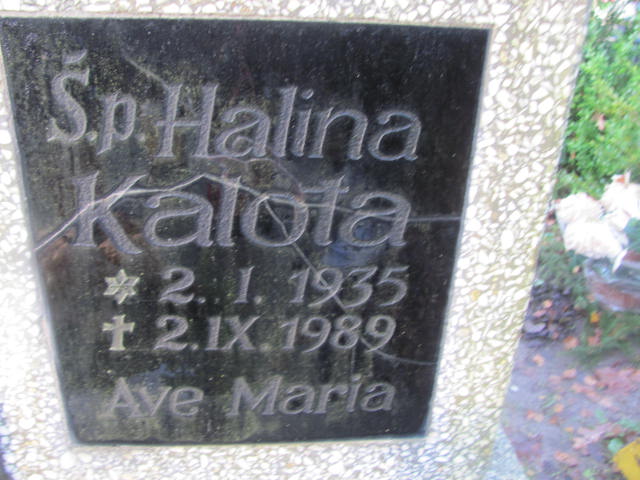 Ś.p Halina
Kalota
* 2. I. 1935
✝ 2.IX.1989
Ave Maria